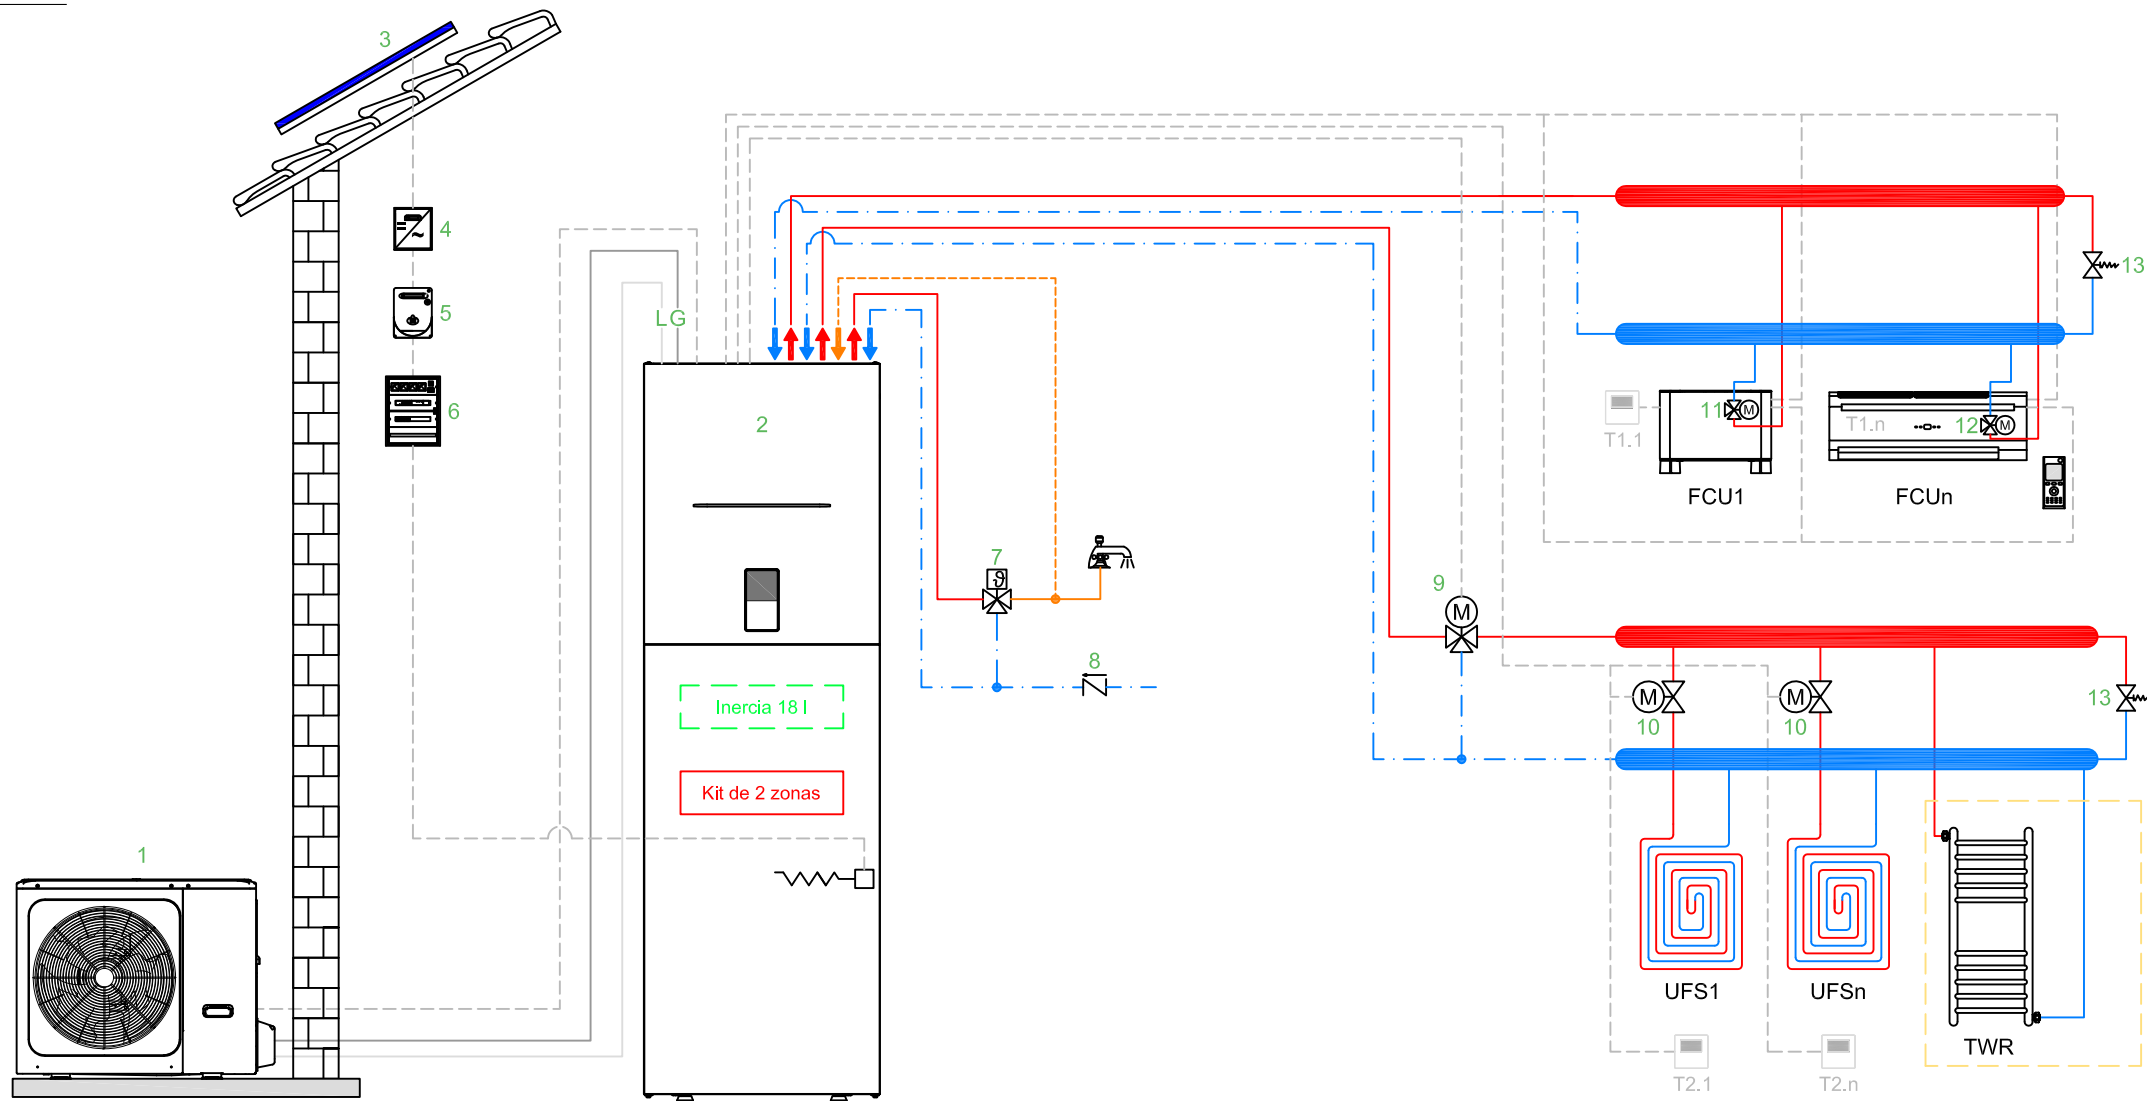 3
4
5
6
LG
2
1
Inercia 18 l
Kit de 2 zonas
7
8
9
M
13
T1.1
11
M
FCU1
T1.n
12
M
FCUn
M
10
M
10
13
UFS1
UFSn
TWR
T2.1
T2.n